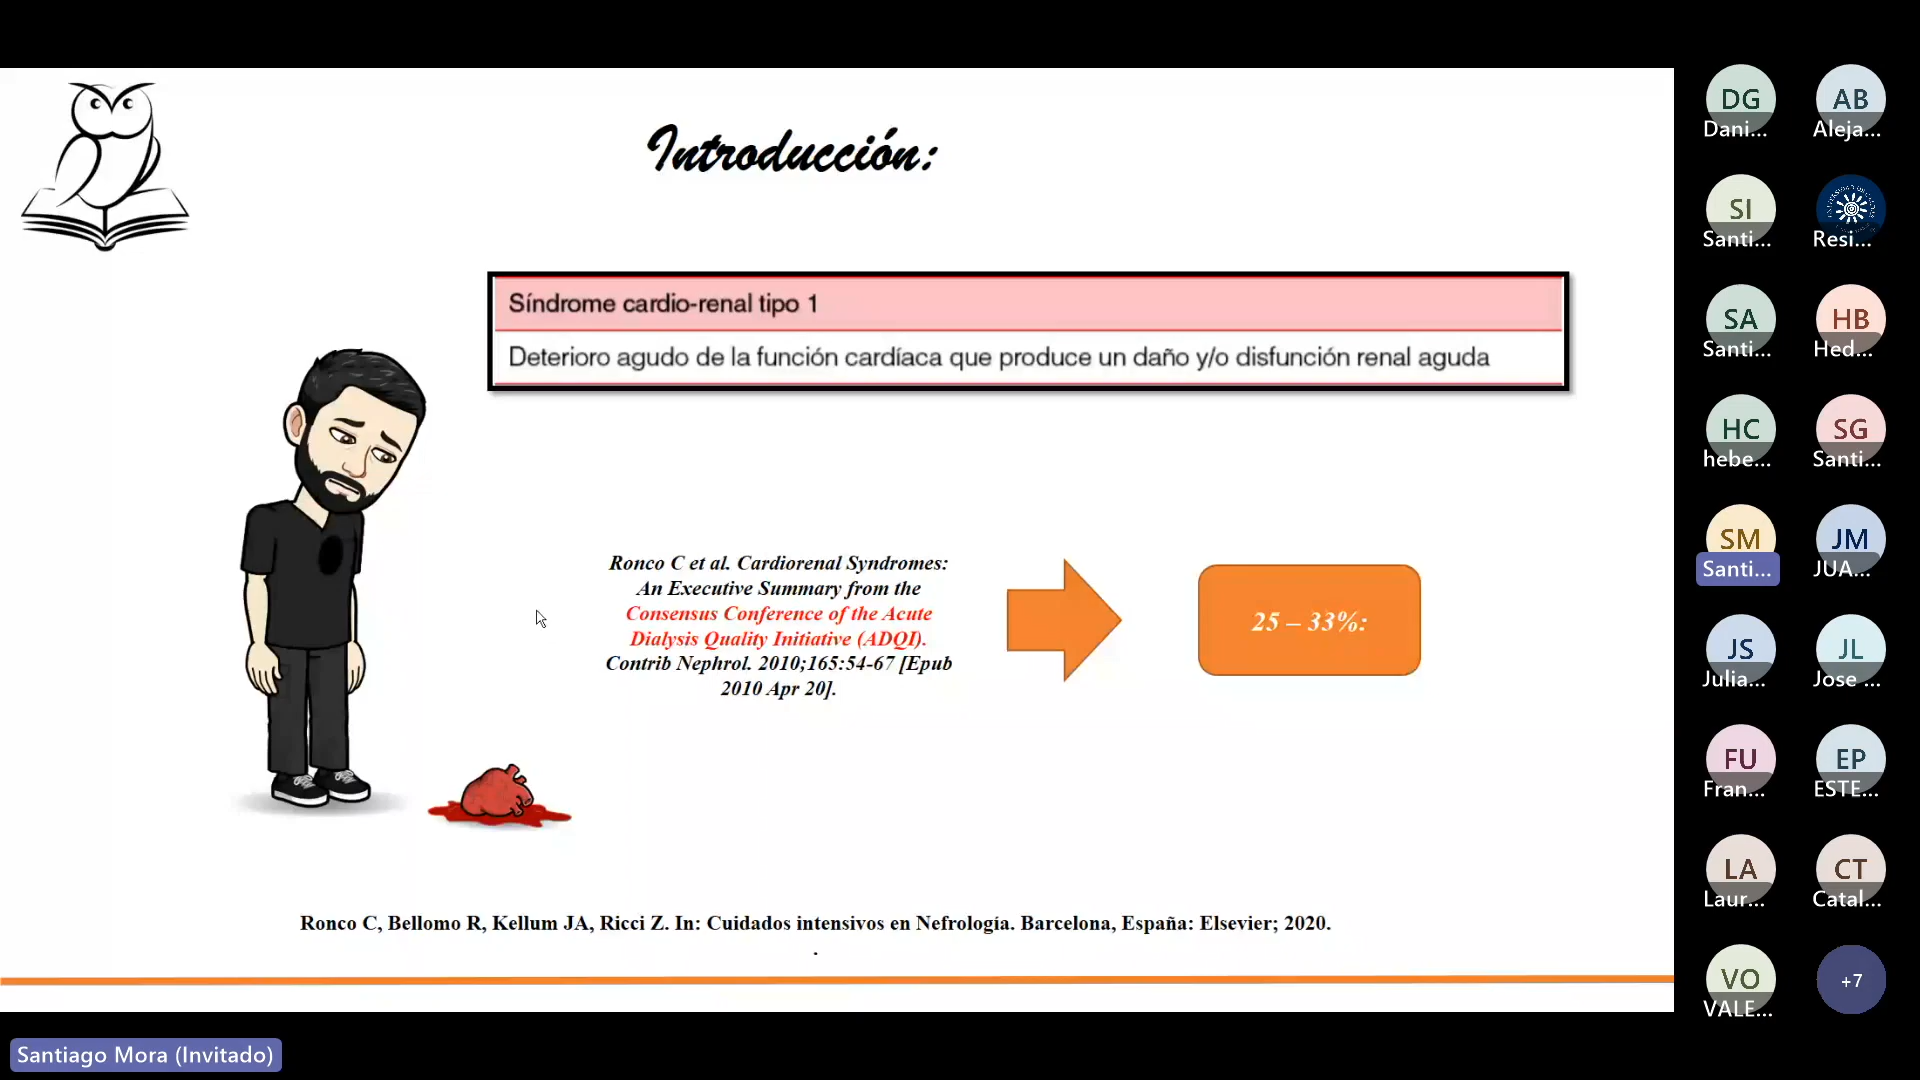 Introducción:
Síndrome cardio-renal tipo 1
Deterioro agudo de la función cardíaca que produce un daño y/o disfunción renal aguda
Ronco C et al. Cardiorenal Syndromes:
An Executive Summary from the
Consensus Conference of the Acute
Dialysis Quality Initiative (ADQI).
Contrib Nephrol. 2010;165:54-67 [Epub
2010 Apr 20].
25 – 33%:
Ronco C, Bellomo R, Kellum JA, Ricci Z. In: Cuidados intensivos en Nefrología. Barcelona, España: Elsevier; 2020.
.
DG
Dani...
AB
Aleja...
SI
Santi...
Resi...
SA
Santi...
HB
Hed...
HC
hebe...
SG
Santi...
SM
Santi...
JM
JUA...
JS
Julia...
JL
Jose ...
FU
Fran...
EP
ESTE...
LA
Laur...
CT
Catal...
VO
VALE...
+7
Santiago Mora (Invitado)